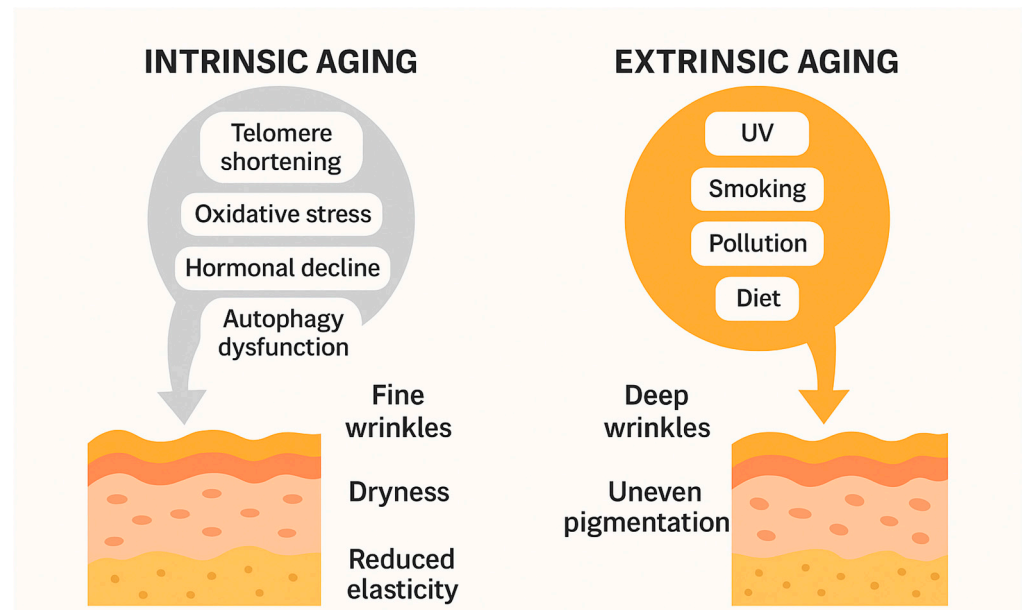 INTRINSIC AGING
Telomere
shortening
Oxidative stress
Hormonal decline
Autophagy
dysfunction
Fine
wrinkles
Dryness
Reduced
elasticity
EXTRINSIC AGING
UV
Smoking
Pollution
Diet
Deep
wrinkles
Uneven
pigmentation